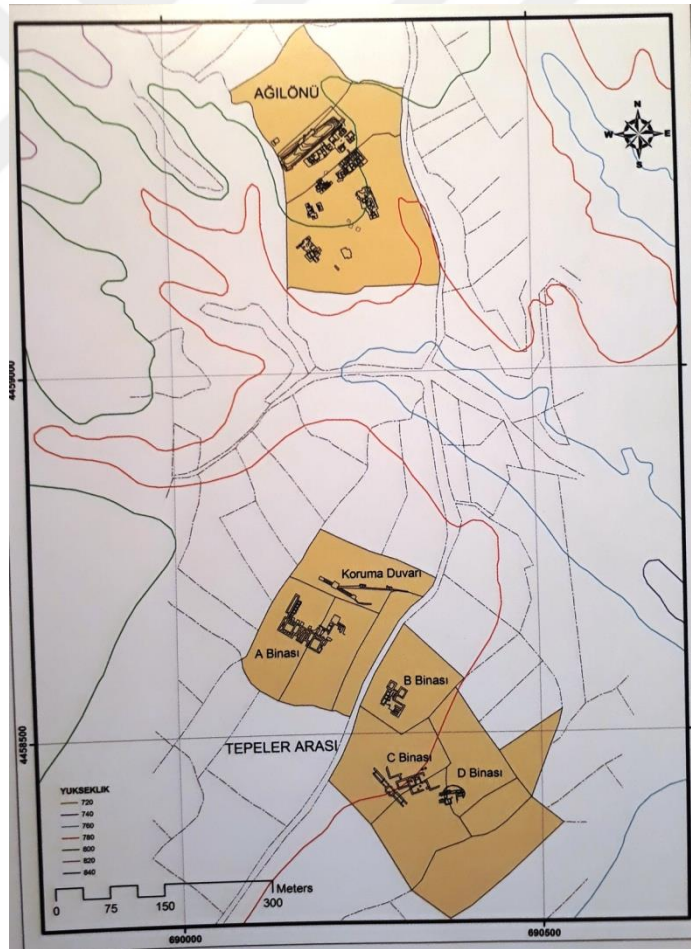 AĞILÖNÜ
N
W E
S
4459000
Koruma Duvarı
A Binası
B Binası
4458500
TEPELER ARASI
C Binası
D Binası
YUKSEKLIK
720
740
760
780
800
820
840
Meters
0 75 150 300
690000 690500